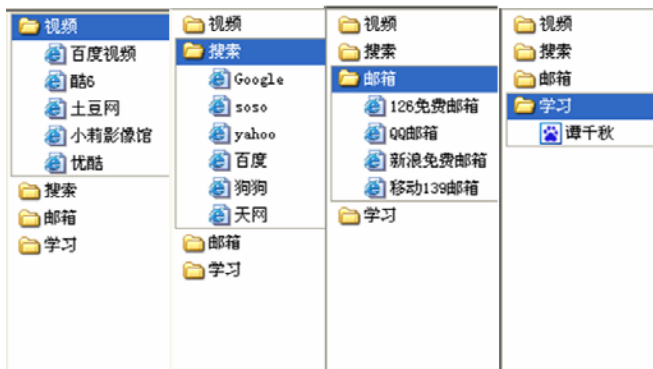 视频
百度视频
酷6
土豆网
小莉影像馆
优酷
搜索
邮箱
学习
视频
搜索
Google
soso
yahoo
百度
狗狗
天网
邮箱
学习
视频
搜索
邮箱
126免费邮箱
QQ邮箱
新浪免费邮箱
移动139邮箱
学习
视频
搜索
邮箱
学习
谭千秋